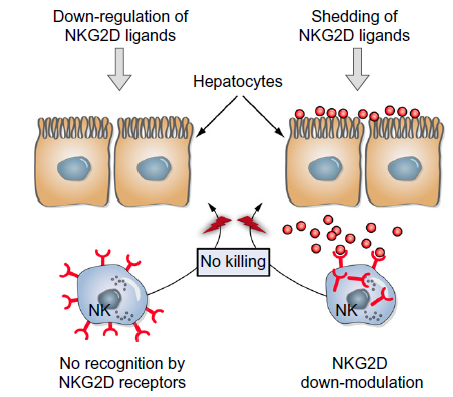 Down-regulation of
NKG2D ligands
Shedding of
NKG2D ligands
Hepatocytes
No killing
NK
NK
No recognition by
NKG2D receptors
NKG2D
down-modulation